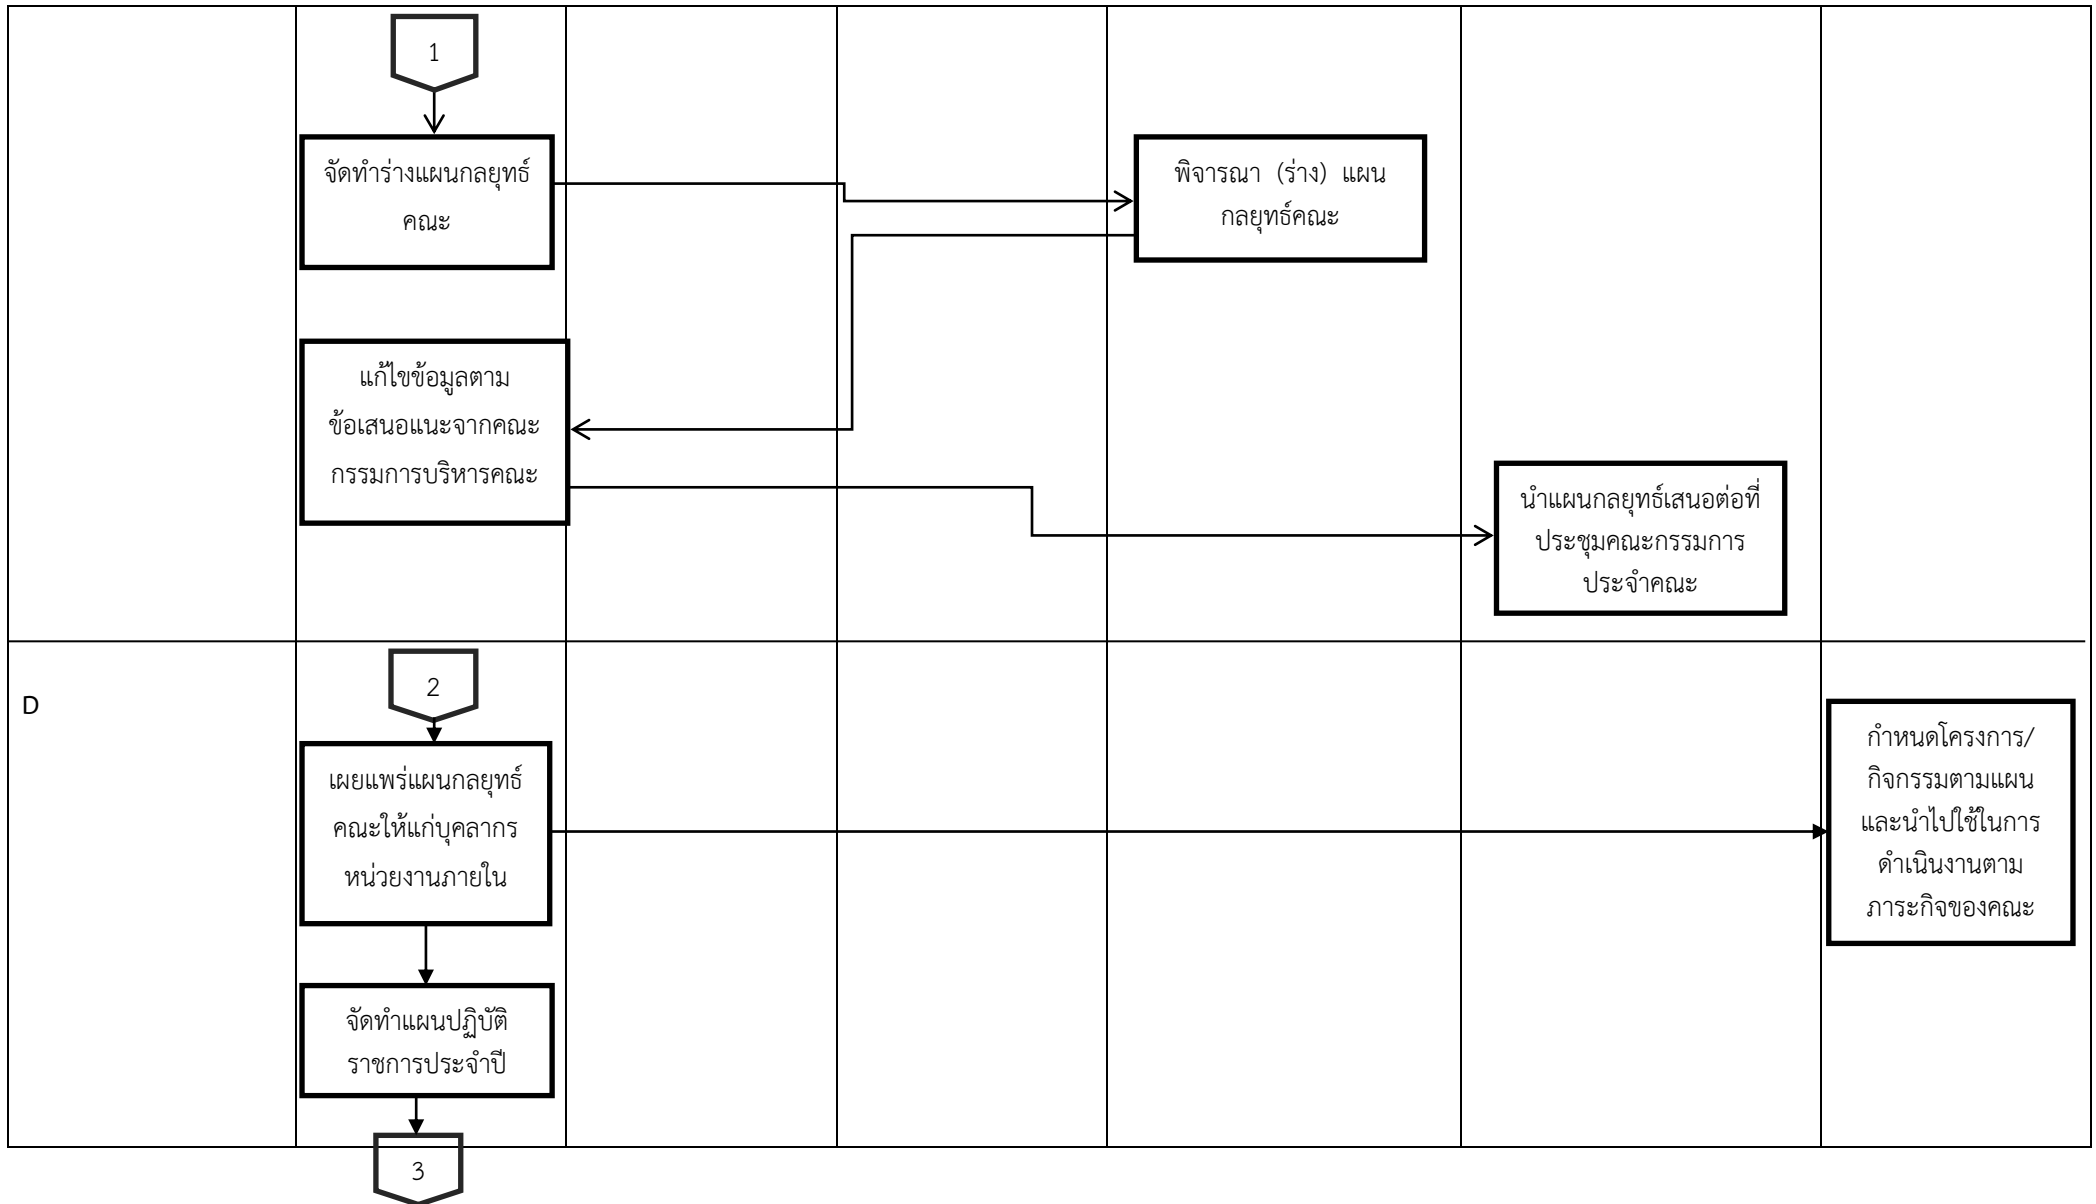 1
จัดทำร่างแผนกลยุทธ์
คณะ
พิจารณา (ร่าง) แผน
กลยุทธ์คณะ
แก้ไขข้อมูลตาม
ข้อเสนอแนะจากคณะ
กรรมการบริหารคณะ
นำแผนกลยุทธ์เสนอต่อที่
ประชุมคณะกรรมการ
ประจำคณะ
D
2
เผยแพร่แผนกลยุทธ์
คณะให้แก่บุคลากร
หน่วยงานภายใน
กำหนดโครงการ/
กิจกรรมตามแผน
และนำไปใช้ในการ
ดำเนินงานตาม
ภาระกิจของคณะ
จัดทำแผนปฏิบัติ
ราชการประจำปี
3